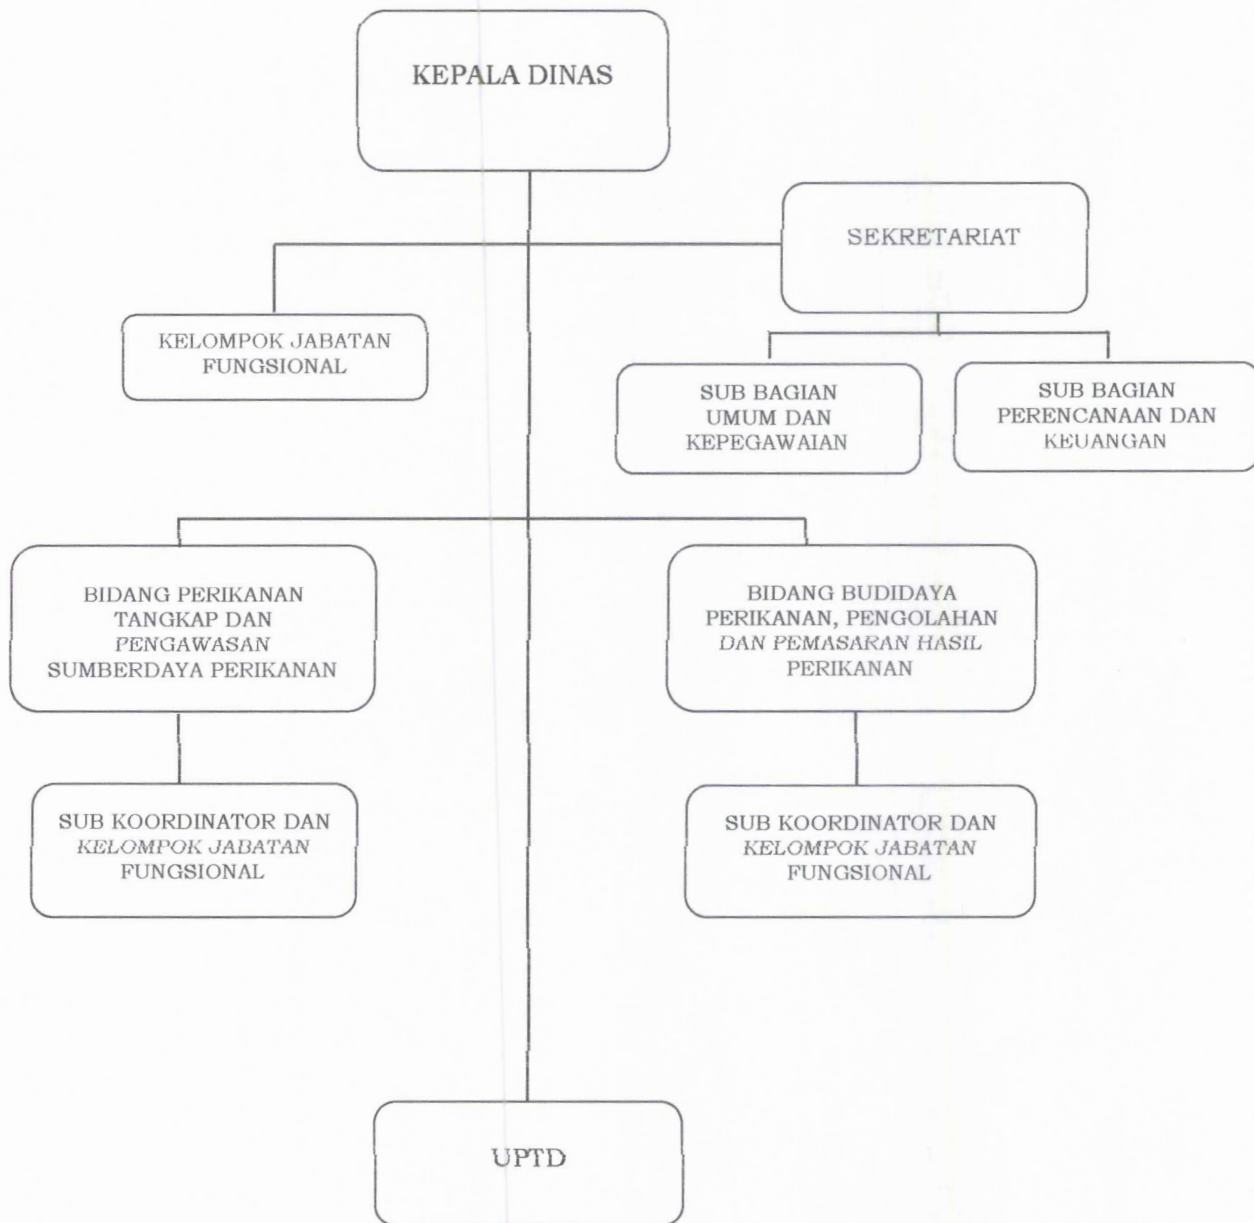 KEPALA DINAS
SEKRETARIAT
KELOMPOK JABATAN
FUNGSIONAL
SUB BAGIAN
UMUM DAN
KEPEGAWAIAN
SUB BAGIAN
PERENCANAAN DAN
KEUANGAN
BIDANG PERIKANAN
TANGKAP DAN
PENGAWASAN
SUMBERDAYA PERIKANAN
BIDANG BUDIDAYA
PERIKANAN, PENGOLAHAN
DAN PEMASARAN HASIL
PERIKANAN
SUB KOORDINATOR DAN
KELOMPOK JABATAN
FUNGSIONAL
SUB KOORDINATOR DAN
KELOMPOK JABATAN
FUNGSIONAL
UPTD